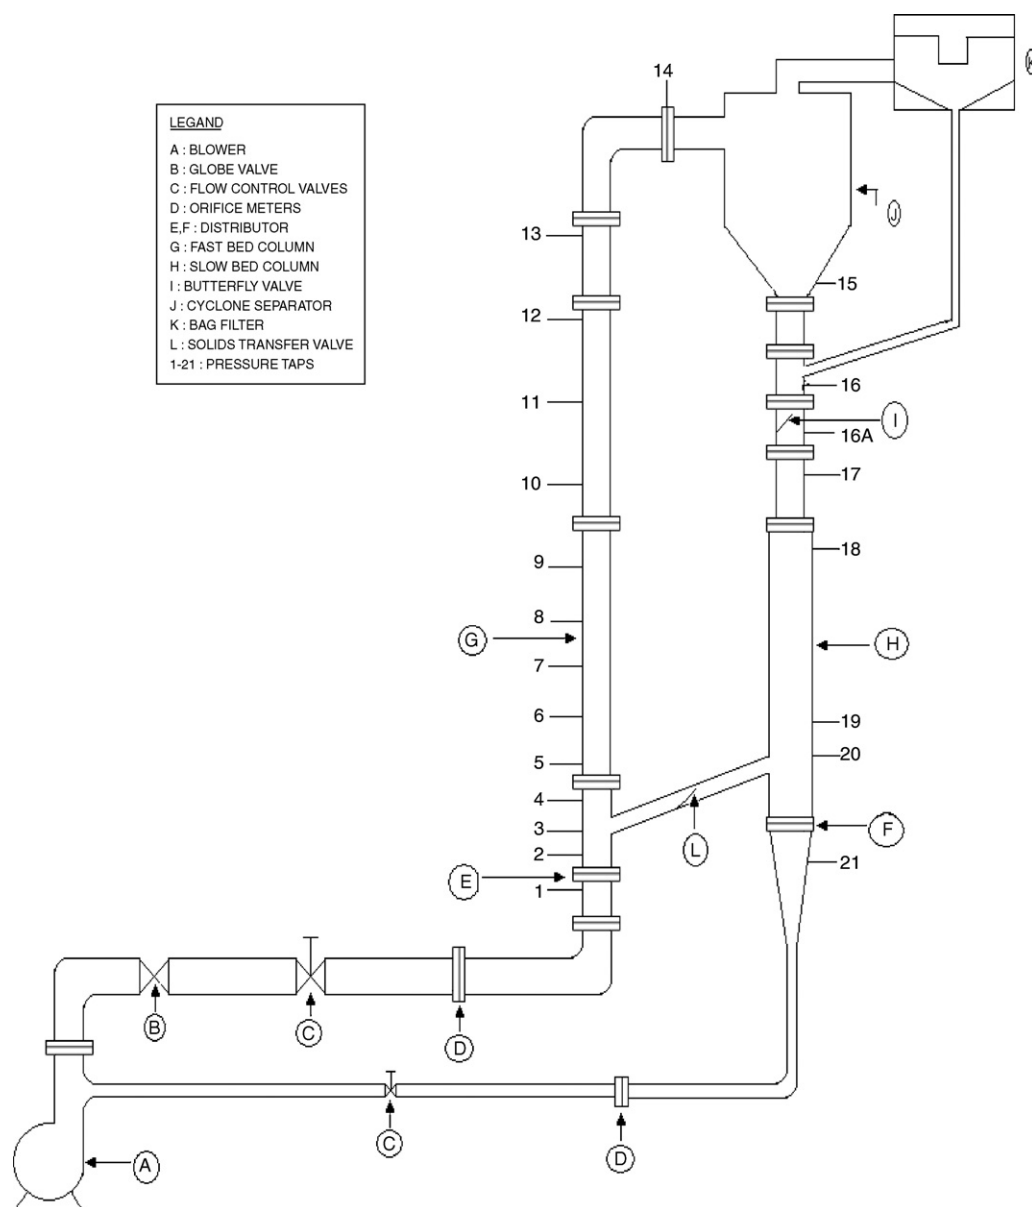 14
K
LEGAND
A : BLOWER
B : GLOBE VALVE
C : FLOW CONTROL VALVES
D : ORIFICE METERS
E,F : DISTRIBUTOR
G : FAST BED COLUMN
H : SLOW BED COLUMN
I : BUTTERFLY VALVE
J : CYCLONE SEPARATOR
K : BAG FILTER
L : SOLIDS TRANSFER VALVE
1-21 : PRESSURE TAPS
J
13
15
12
16
11
I
16A
17
10
18
9
8
G
H
7
6
19
20
5
4
3
F
2
L
21
E
1
B
C
D
C
D
A